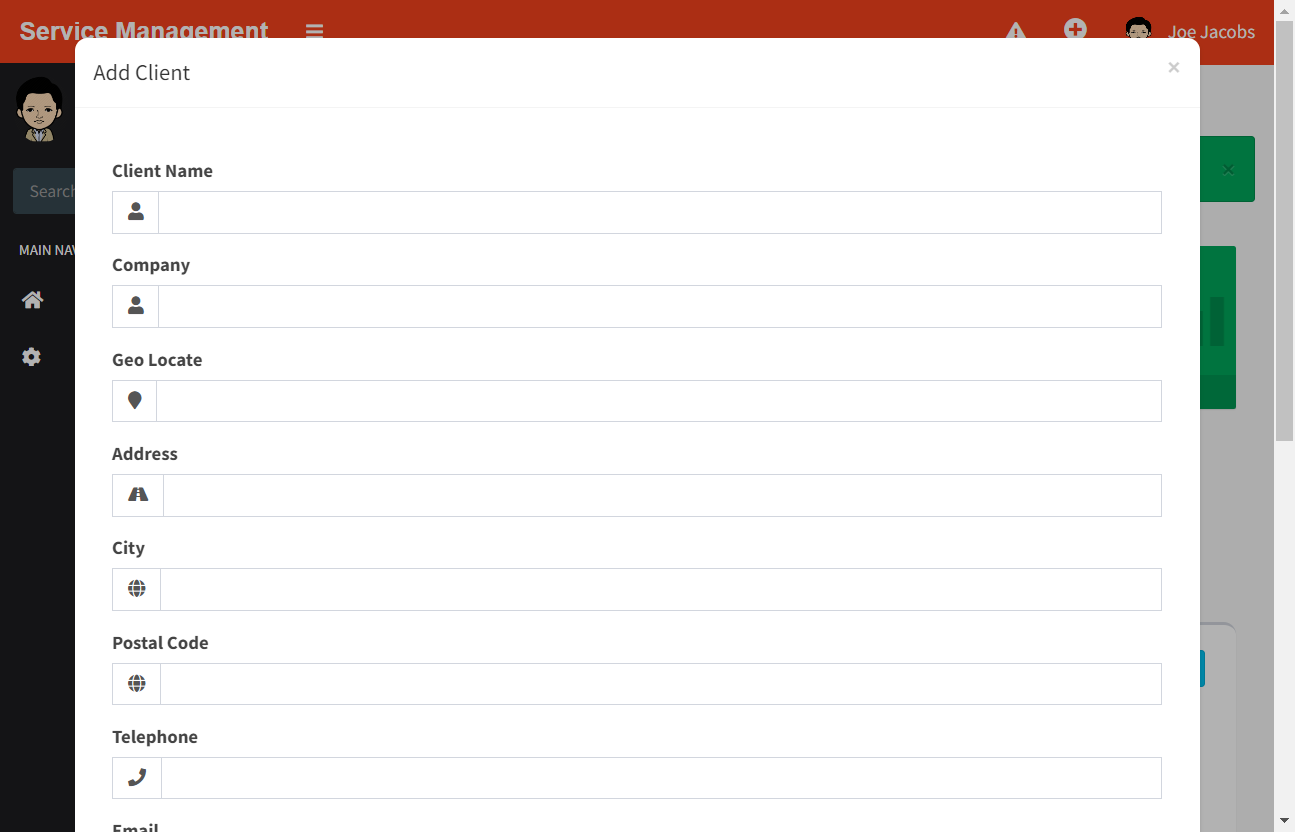 Service Management
Joe Jacobs
Add Client
×
Search
MAIN NAV
Client Name
Company
Geo Locate
Address
City
Postal Code
Telephone
Email